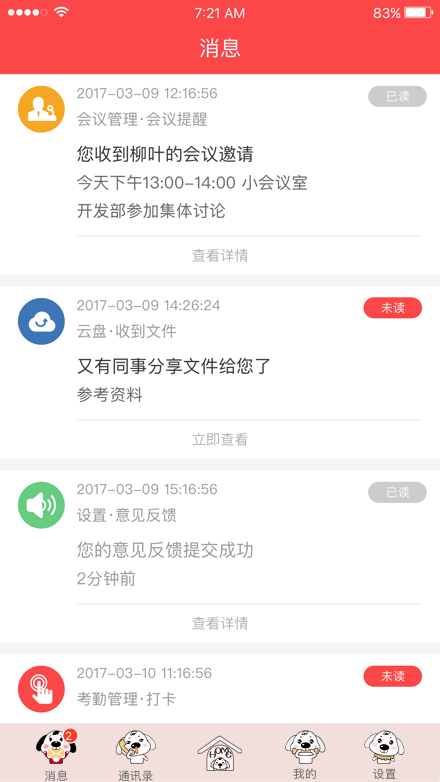 7:21 AM
83%
消息
2017-03-09 12:16:56
已读
会议管理·会议提醒
您收到柳叶的会议邀请
今天下午13:00-14:00 小会议室
开发部参加集体讨论
查看详情
2017-03-09 14:26:24
未读
云盘·收到文件
又有同事分享文件给您了
参考资料
立即查看
2017-03-09 15:16:56
已读
设置·意见反馈
您的意见反馈提交成功
2分钟前
查看详情
2017-03-10 11:16:56
未读
考勤管理·打卡
2
HOME
消息
通讯录
我的
设置